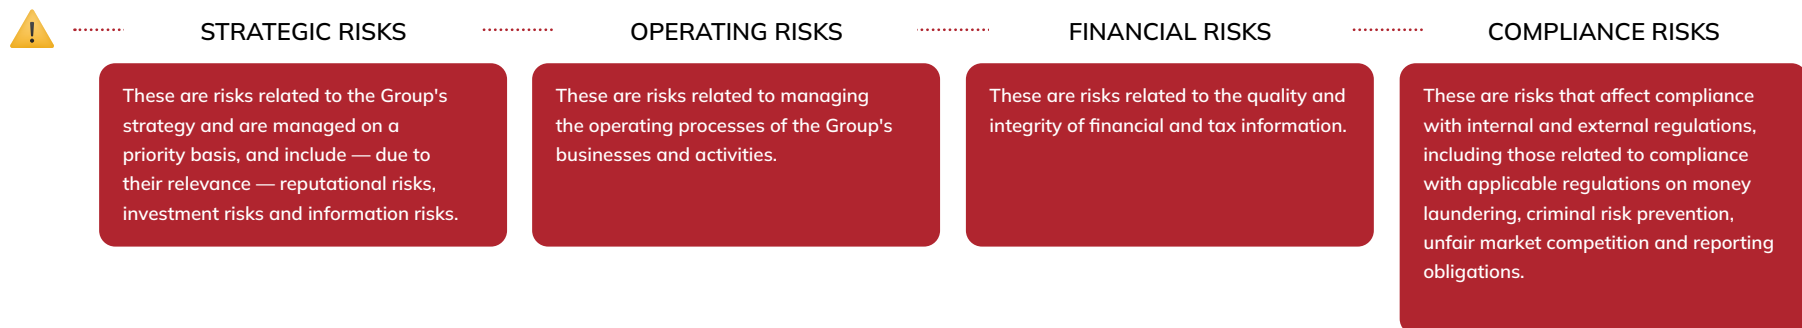 STRATEGIC RISKS
These are risks related to the Group's
strategy and are managed on a
priority basis, and include — due to
their relevance — reputational risks,
investment risks and information risks.
OPERATING RISKS
These are risks related to managing
the operating processes of the Group's
businesses and activities.
FINANCIAL RISKS
These are risks related to the quality and
integrity of financial and tax information.
COMPLIANCE RISKS
These are risks that affect compliance
with internal and external regulations,
including those related to compliance
with applicable regulations on money
laundering, criminal risk prevention,
unfair market competition and reporting
obligations.